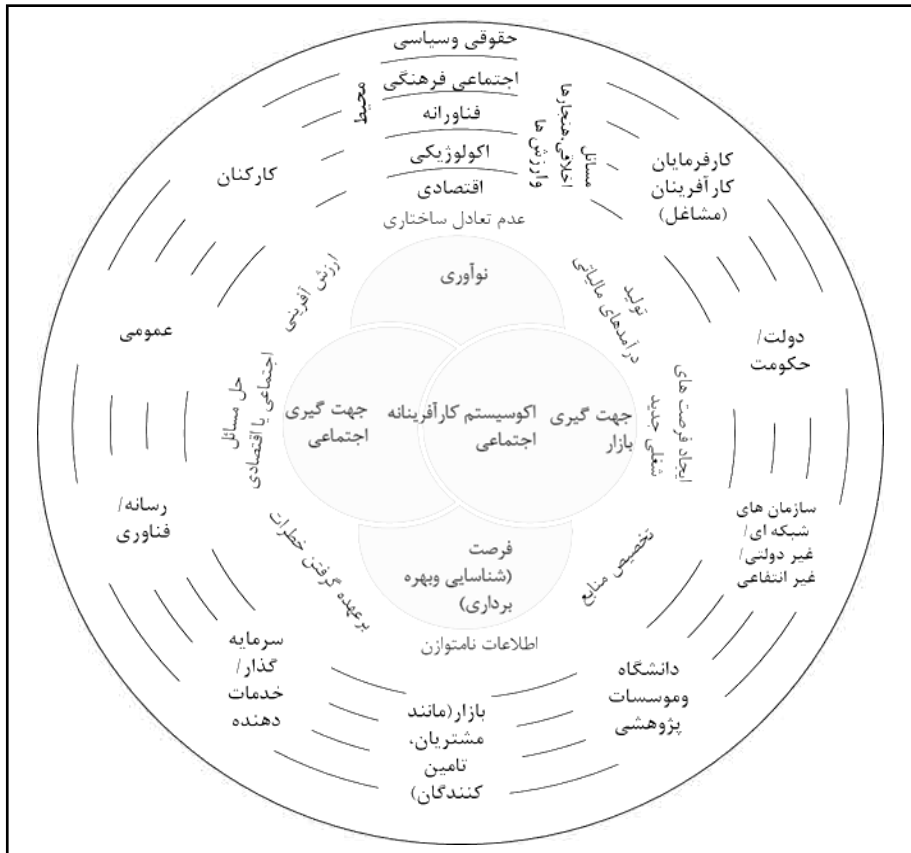 حقوقی وسیاسی
اجتماعی فرهنگی
فناورانه
اکولوژیکی
اقتصادی
محیط
مسائل
اخلاقی،هنجارها
وارزش ها
کارفرمایان
کارآفرینان
(مشاغل)
دولت/
حکومت
سازمان های
شبکه ای/
غیر دولتی/
غیر انتفاعی
دانشگاه
وموسسات
پژوهشی
بازار(مانند
مشتریان،
تامین
کنندگان)
سرمایه
گذار/
خدمات
دهنده
رسانه/
فناوری
عمومی
کارکنان
عدم تعادل ساختاری
تولید
درآمدهای مالیاتی
ایجاد فرصت های
شغلی جدید
تخصیص منابع
اطلاعات نامتوازن
برعهده گرفتن خطرات
حل مسائل
اجتماعی یا اقتصادی
ارزش آفرینی
نوآوری
جهت گیری
بازار
اکوسیستم کارآفرینانه
اجتماعی
جهت گیری
اجتماعی
فرصت
(شناسایی وبهره
برداری)